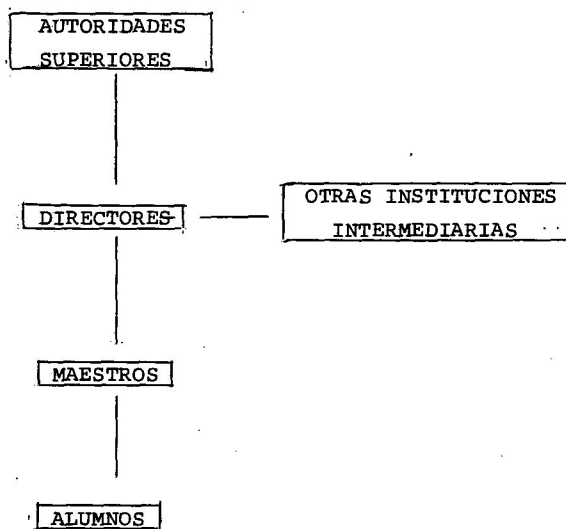 AUTORIDADES
SUPERIORES
DIRECTORES
OTRAS INSTITUCIONES
INTERMEDIARIAS
MAESTROS
ALUMNOS